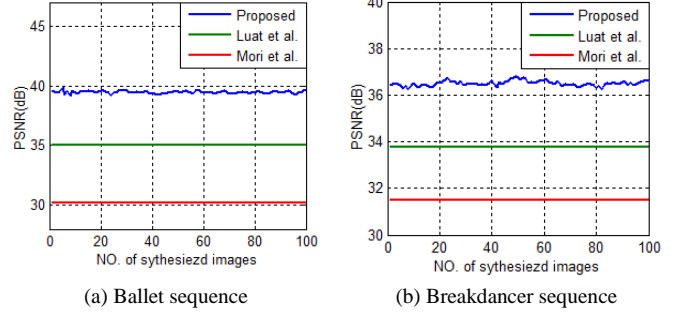 Proposed
Luat et al.
Mori et al.
45
40
35
30
PSNR(dB)
0 20 40 60 80 100
NO. of sythesiezd images
(a) Ballet sequence
Proposed
Luat et al.
Mori et al.
40
38
36
34
32
30
PSNR(dB)
0 20 40 60 80 100
NO. of sythesiezd images
(b) Breakdancer sequence